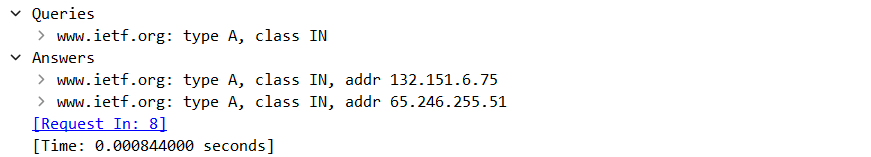 Queries
www.ietf.org: type A, class IN
Answers
www.ietf.org: type A, class IN, addr 132.151.6.75
www.ietf.org: type A, class IN, addr 65.246.255.51
[Request In: 8]
[Time: 0.000844000 seconds]